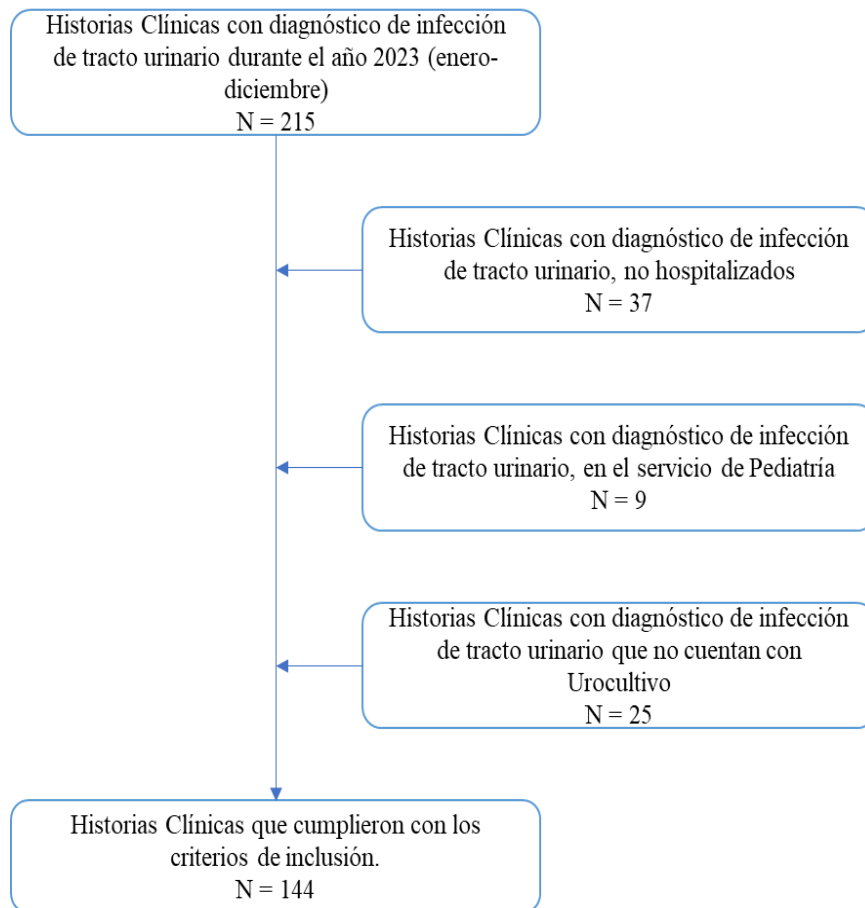 Historias Clínicas con diagnóstico de infección
de tracto urinario durante el año 2023 (enero-
diciembre)
N = 215
Historias Clínicas con diagnóstico de infección
de tracto urinario, no hospitalizados
N = 37
Historias Clínicas con diagnóstico de infección
de tracto urinario, en el servicio de Pediatría
N = 9
Historias Clínicas con diagnóstico de infección
de tracto urinario que no cuentan con
Urocultivo
N = 25
Historias Clínicas que cumplieron con los
criterios de inclusión.
N = 144